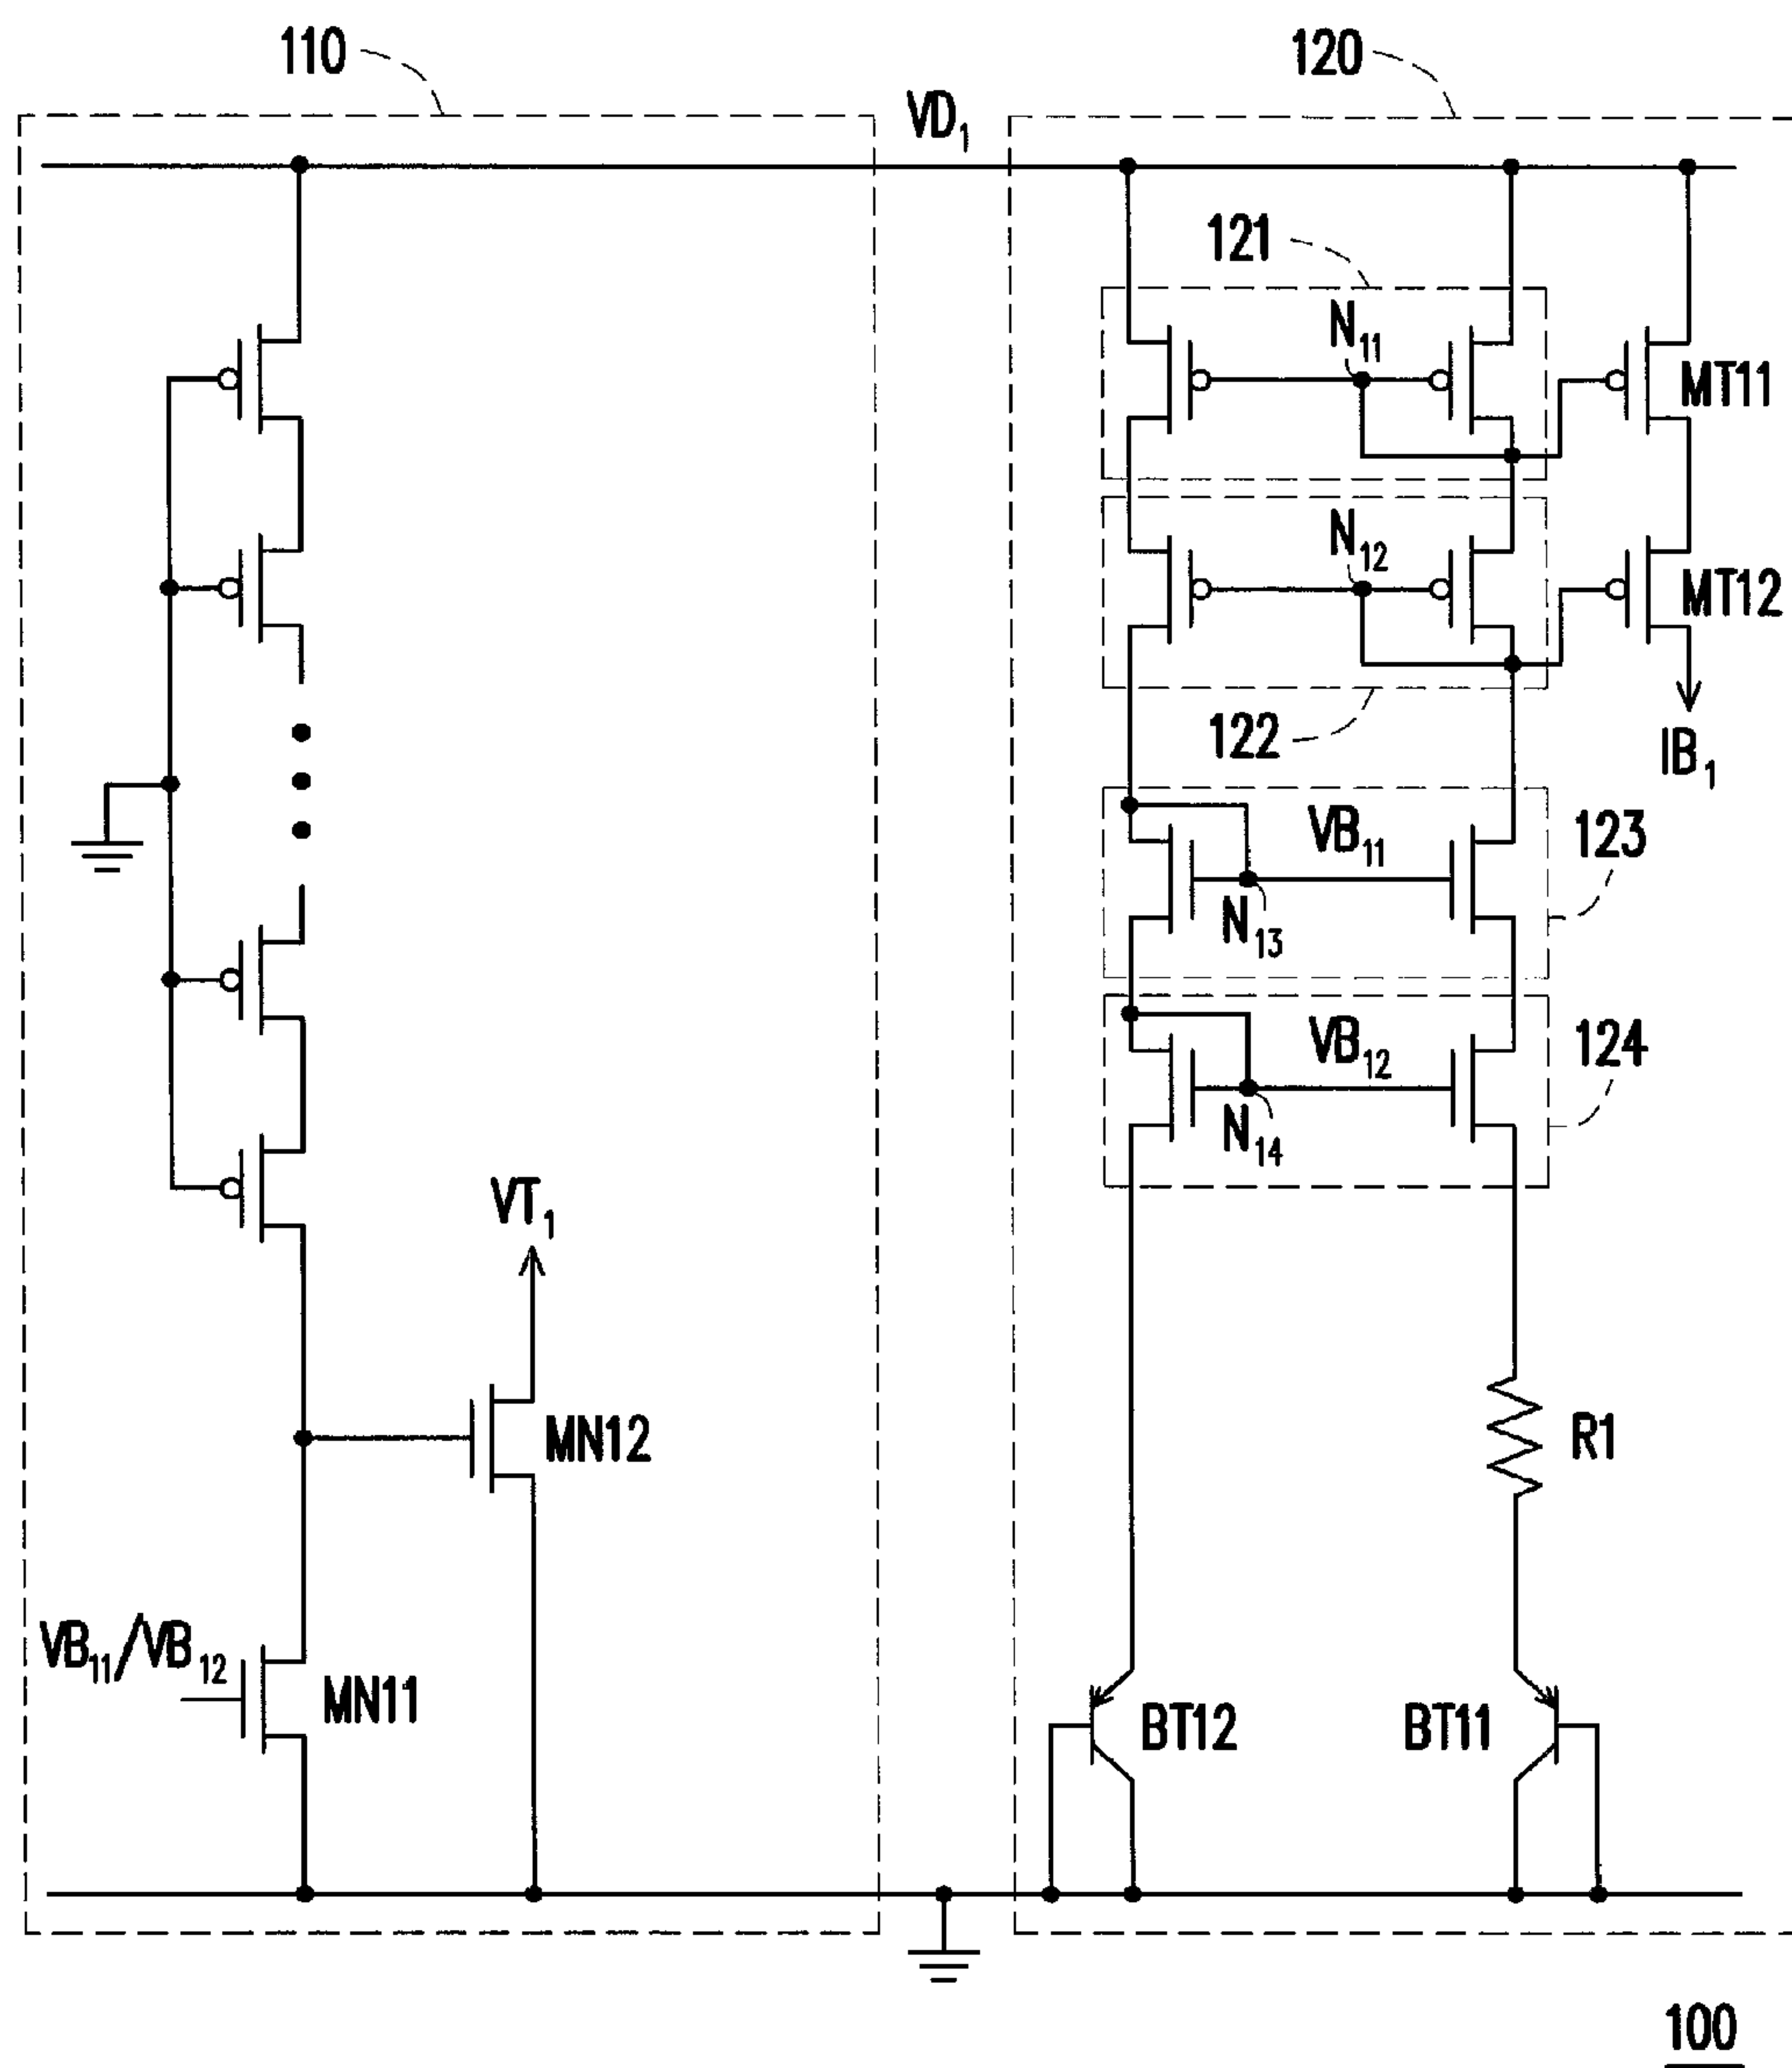 110
120
VD₁
121
N₁₁
MT11
N₁₂
MT12
122
IB₁
VB₁₁
123
N₁₃
VB₁₂
124
N₁₄
VT₁
MN12
R1
VB₁₁/VB₁₂
MN11
BT12
BT11
100